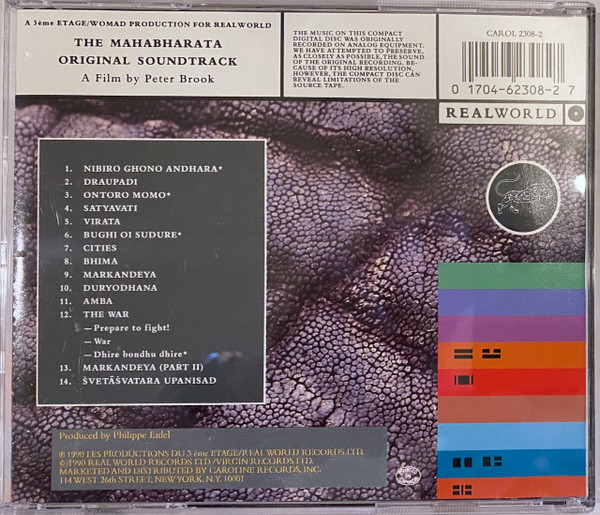 A 3ème ETAGE/WOMAD PRODUCTION FOR REALWORLD
THE MAHABHARATA
ORIGINAL SOUNDTRACK
A Film by Peter Brook
THE MUSIC ON THIS COMPACT
DIGITAL DISC WAS ORIGINALLY
RECORDED ON ANALOG EQUIPMENT.
WE HAVE ATTEMPTED TO PRESERVE,
AS CLOSELY AS POSSIBLE, THE SOUND
OF THE ORIGINAL RECORDING. BE-
CAUSE OF ITS HIGH RESOLUTION,
HOWEVER, THE COMPACT DISC CAN
REVEAL LIMITATIONS OF THE
SOURCE TAPE.
CAROL 2308-2
0 1704-62308-2 7
REALWORLD
1. NIBIRO GHONO ANDHARA*
2. DRAUPADI
3. ONTORO MOMO*
4. SATYAVATI
5. VIRATA
6. BUGHI OI SUDURE*
7. CITIES
8. BHIMA
9. MARKANDEYA
10. DURYODHANA
11. AMBA
12. THE WAR
—Prepare to fight!
—War
—Dhire bondhu dhire*
13. MARKANDEYA (PART II)
14. ŚVETĀŚVATARA UPANISAD
Produced by Philippe Eidel
℗ 1990 LES PRODUCTIONS DU 3 ème ETAGE/REAL WORLD RECORDS LTD.
© 1990 REAL WORLD RECORDS LTD/VIRGIN RECORDS LTD.
MARKETED AND DISTRIBUTED BY CAROLINE RECORDS, INC.
114 WEST 26th STREET, NEW YORK, N.Y. 10001